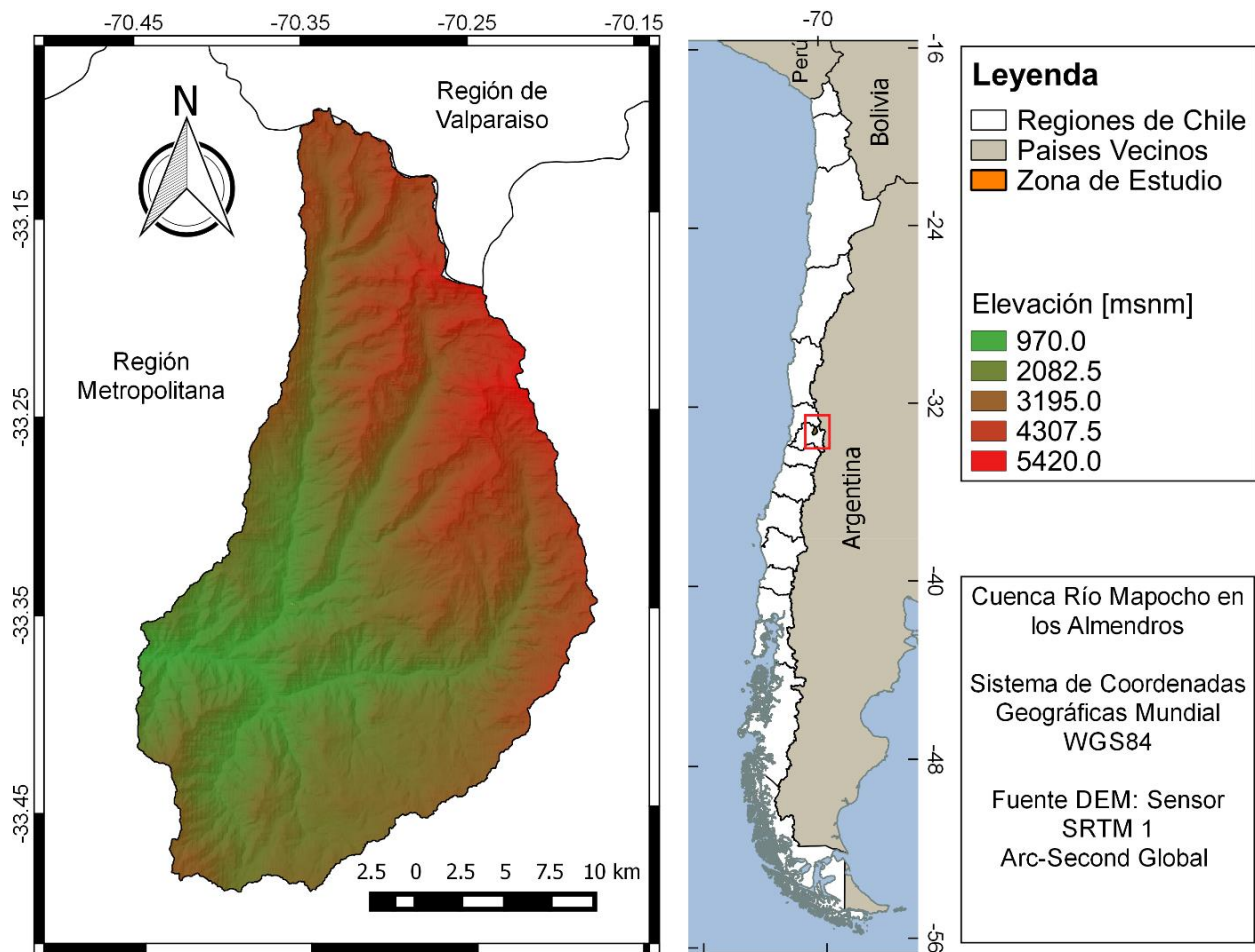 -70.45 -70.35 -70.25 -70.15
-33.15
-33.25
-33.35
-33.45
N
Región de
Valparaiso
Región
Metropolitana
2.5 0 2.5 5 7.5 10 km
-70
-16
-24
-32
-40
-48
-56
Perú
Bolivia
Argentina
Leyenda
Regiones de Chile
Paises Vecinos
Zona de Estudio
Elevación [msnm]
970.0
2082.5
3195.0
4307.5
5420.0
Cuenca Río Mapocho en
los Almendros
Sistema de Coordenadas
Geográficas Mundial
WGS84
Fuente DEM: Sensor
SRTM 1
Arc-Second Global